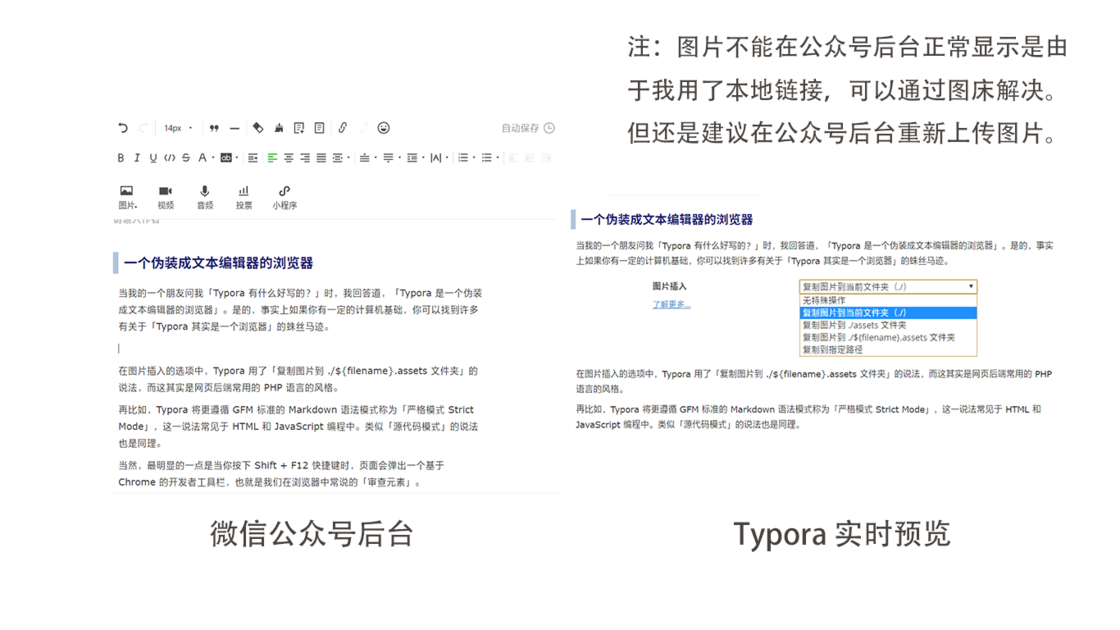 注：图片不能在公众号后台正常显示是由
于我用了本地链接，可以通过图床解决。
但还是建议在公众号后台重新上传图片。
14px
自动保存
B I U S A
图片 视频 音频 投票 小程序
一个伪装成文本编辑器的浏览器
当我的一个朋友问我「Typora 有什么好写的？」时，我回答道，「Typora 是一个伪装
成文本编辑器的浏览器」。是的，事实上如果你有一定的计算机基础，你可以找到许多
有关于「Typora 其实是一个浏览器」的蛛丝马迹。
在图片插入的选项中，Typora 用了「复制图片到 ./${filename}.assets 文件夹」的
说法，而这其实是网页后端常用的 PHP 语言的风格。
再比如，Typora 将更遵循 GFM 标准的 Markdown 语法模式称为「严格模式 Strict
Mode」，这一说法常见于 HTML 和 JavaScript 编程中。类似「源代码模式」的说法
也是同理。
当然，最明显的一点是当你按下 Shift + F12 快捷键时，页面会弹出一个基于
Chrome 的开发者工具栏，也就是我们在浏览器中常说的「审查元素」。
微信公众号后台
一个伪装成文本编辑器的浏览器
当我的一个朋友问我「Typora 有什么好写的？」时，我回答道，「Typora 是一个伪装成文本编辑器的浏览器」。是的，事实
上如果你有一定的计算机基础，你可以找到许多有关于「Typora 其实是一个浏览器」的蛛丝马迹。
图片插入
了解更多...
复制图片到当前文件夹（./）
无特殊操作
复制图片到当前文件夹（./）
复制图片到 ./assets 文件夹
复制图片到 ./${filename}.assets 文件夹
复制到指定路径
在图片插入的选项中，Typora 用了「复制图片到 ./${filename}.assets 文件夹」的说法，而这其实是网页后端常用的 PHP
语言的风格。
再比如，Typora 将更遵循 GFM 标准的 Markdown 语法模式称为「严格模式 Strict Mode」，这一说法常见于 HTML 和
JavaScript 编程中。类似「源代码模式」的说法也是同理。
Typora 实时预览